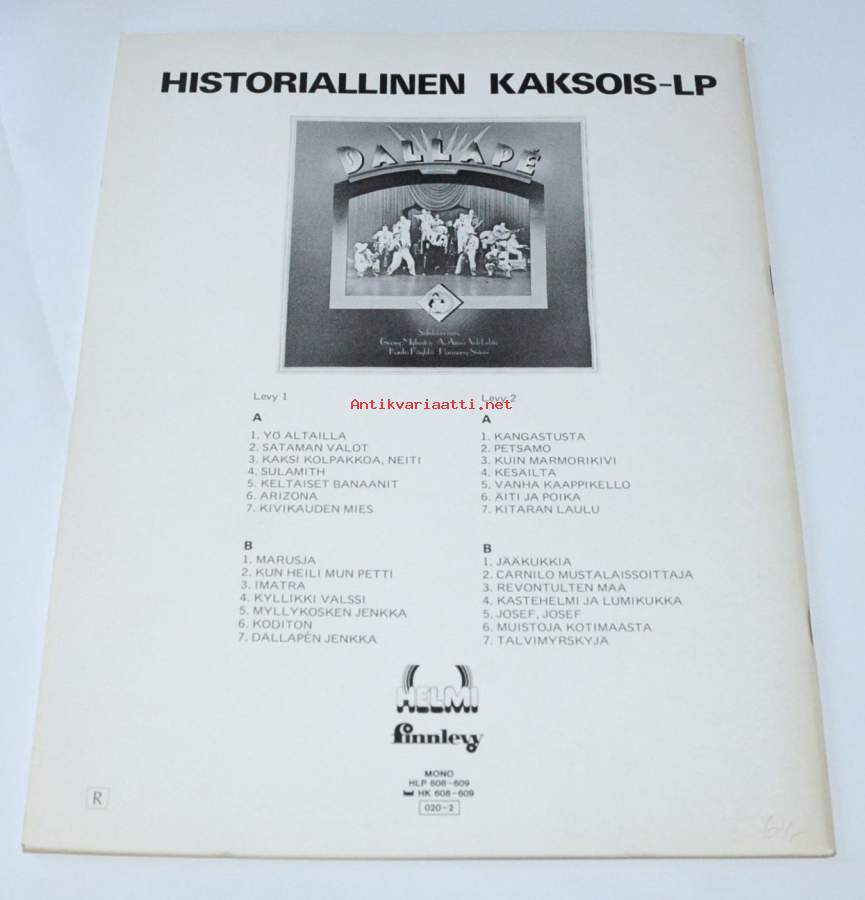 HISTORIALLINEN KAKSOIS-LP
DALLAPÉ
Levy 1
A
1. YÖ ALTAILLA
2. SATAMAN VALOT
3. KAKSI KOLPAKKOA, NEITI
4. SULAMITH
5. KELTAISET BANAANIT
6. ARIZONA
7. KIVIKAUDEN MIES
B
1. MARUSJA
2. KUN HEILI MUN PETTI
3. IMATRA
4. KYLLIKKI VALSSI
5. MYLLYKOSKEN JENKKA
6. KODITON
7. DALLAPÉN JENKKA
Levy 2
A
1. KANGASTUSTA
2. PETSAMO
3. KUIN MARMORIKIVI
4. KESÄILTA
5. VANHA KAAPPIKELLO
6. ÄITI JA POIKA
7. KITARAN LAULU
B
1. JÄÄKUKKIA
2. CARNILO MUSTALAISSOITTAJA
3. REVONTULTEN MAA
4. KASTEHELMI JA LUMIKUKKA
5. JOSEF, JOSEF
6. MUISTOJA KOTIMAASTA
7. TALVIMYRSKYJÄ
Antikvariaatti.net
HELMI
finnlevy
MONO
HLP 608-609
HK 608-609
020-2
R